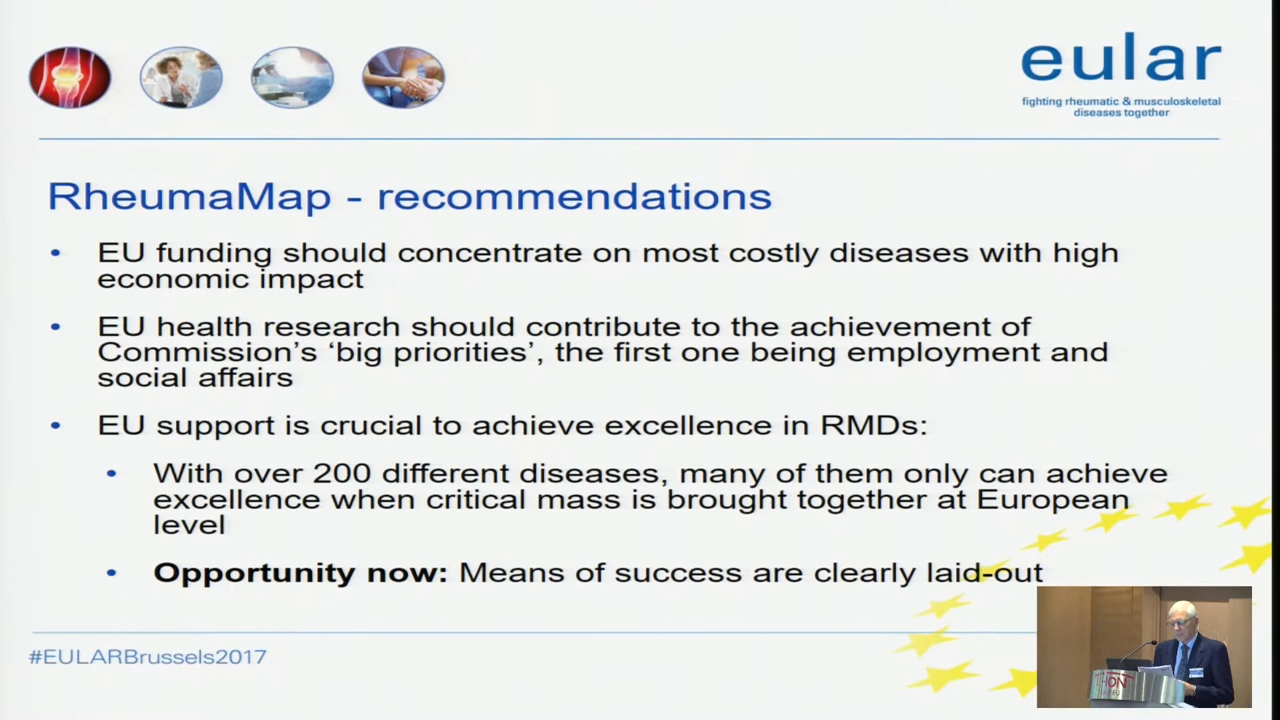 eular
fighting rheumatic & musculoskeletal
diseases together
RheumaMap - recommendations
• EU funding should concentrate on most costly diseases with high
economic impact
• EU health research should contribute to the achievement of
Commission's ‘big priorities’, the first one being employment and
social affairs
• EU support is crucial to achieve excellence in RMDs:
• With over 200 different diseases, many of them only can achieve
excellence when critical mass is brought together at European
level
• Opportunity now: Means of success are clearly laid-out
#EULARBrussels2017